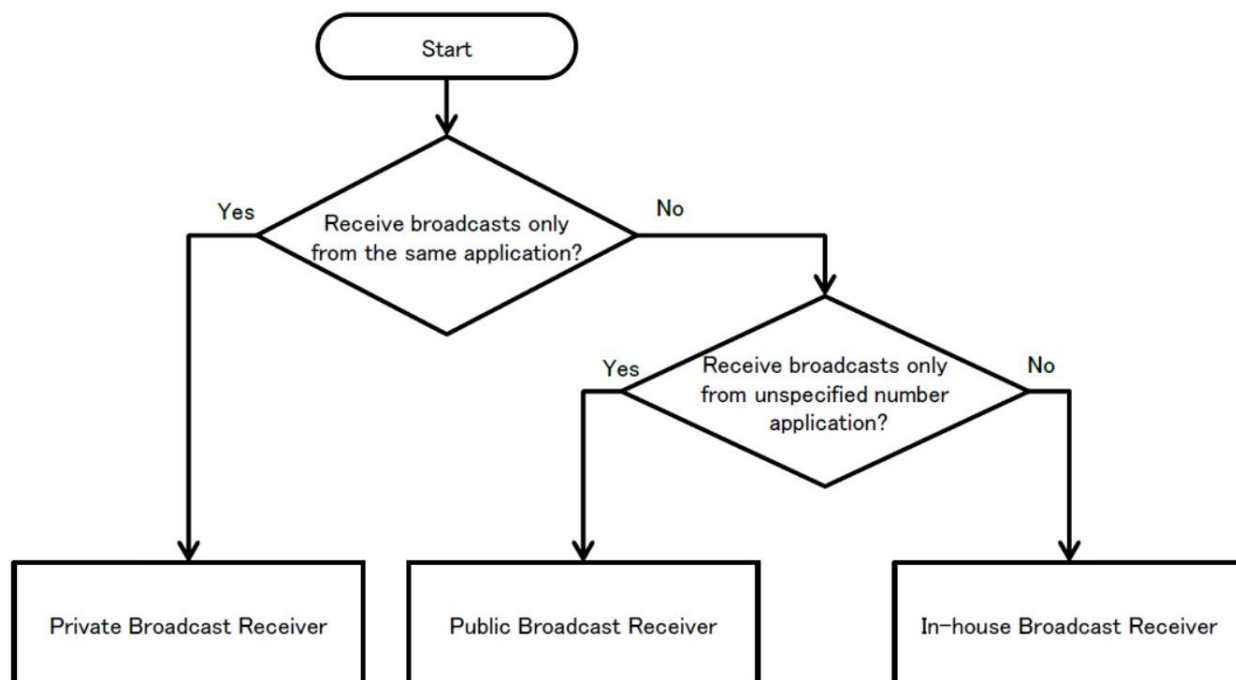 Start
Yes
No
Receive broadcasts only
from the same application?
Yes
No
Receive broadcasts only
from unspecified number
application?
Private Broadcast Receiver
Public Broadcast Receiver
In-house Broadcast Receiver